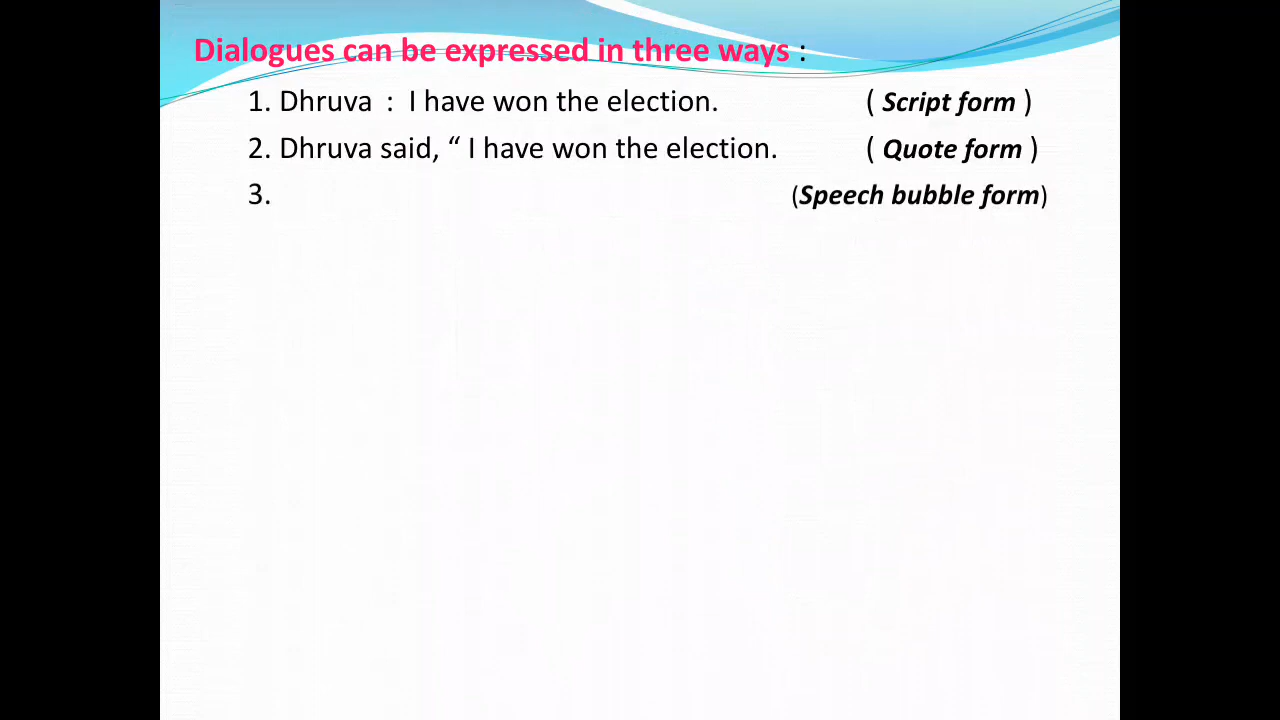 Dialogues can be expressed in three ways :
1. Dhruva : I have won the election. ( Script form )
2. Dhruva said, “ I have won the election. ( Quote form )
3. (Speech bubble form)